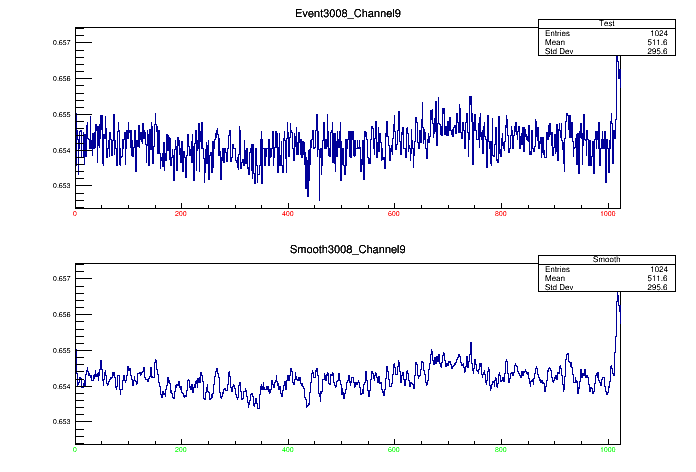 Event3008_Channel9
Test
Entries 1024
Mean 511.6
Std Dev 295.6
0.657
0.656
0.655
0.654
0.653
0 200 400 600 800 1000
Smooth3008_Channel9
Smooth
Entries 1024
Mean 511.6
Std Dev 295.6
0.657
0.656
0.655
0.654
0.653
0 200 400 600 800 1000